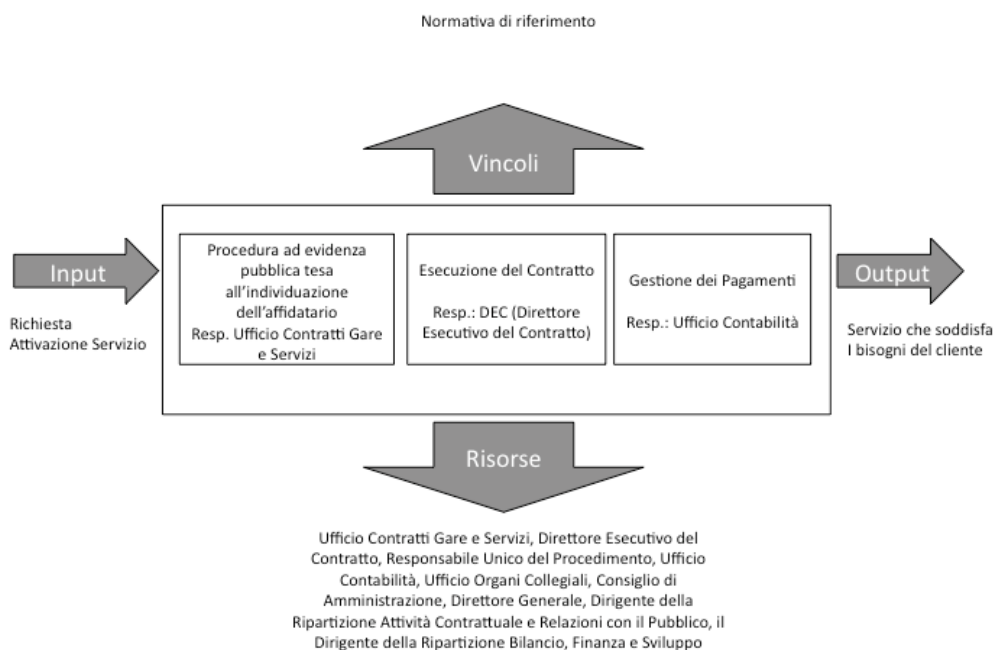 Normativa di riferimento
Vincoli
Input
Richiesta
Attivazione Servizio
Procedura ad evidenza
pubblica tesa
all'individuazione
dell'affidatario
Resp. Ufficio Contratti Gare
e Servizi
Esecuzione del Contratto
Resp.: DEC (Direttore
Esecutivo del Contratto)
Gestione dei Pagamenti
Resp.: Ufficio Contabilità
Output
Servizio che soddisfa
I bisogni del cliente
Risorse
Ufficio Contratti Gare e Servizi, Direttore Esecutivo del
Contratto, Responsabile Unico del Procedimento, Ufficio
Contabilità, Ufficio Organi Collegiali, Consiglio di
Amministrazione, Direttore Generale, Dirigente della
Ripartizione Attività Contrattuale e Relazioni con il Pubblico, il
Dirigente della Ripartizione Bilancio, Finanza e Sviluppo